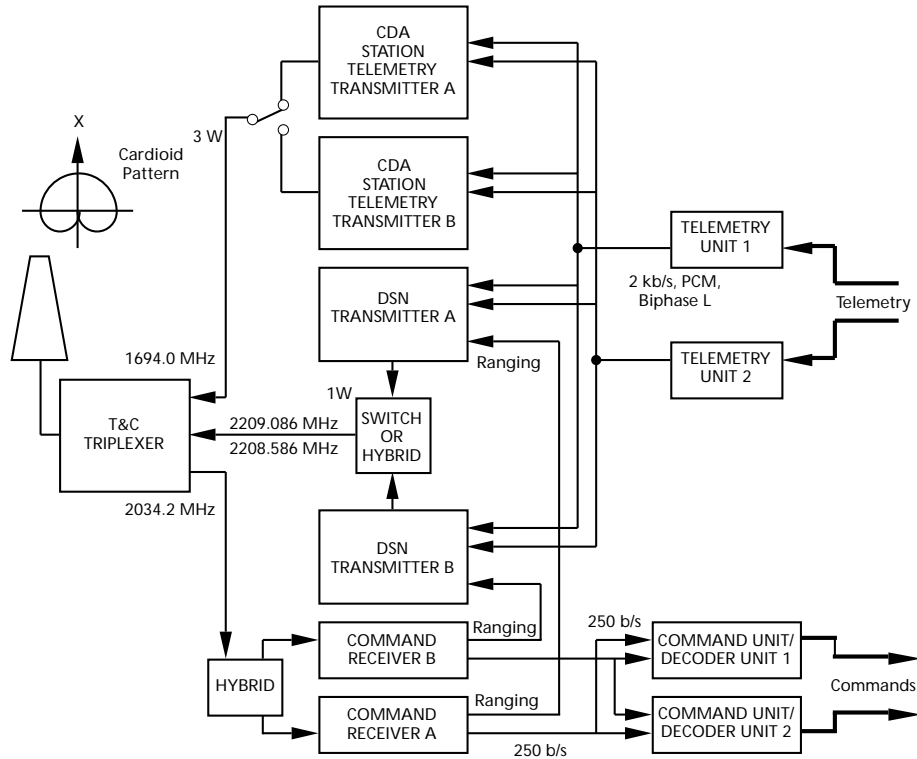 CDA
STATION
TELEMETRY
TRANSMITTER A
X
Cardioid
Pattern
3 W
CDA
STATION
TELEMETRY
TRANSMITTER B
TELEMETRY
UNIT 1
2 kb/s, PCM,
Biphase L
Telemetry
DSN
TRANSMITTER A
Ranging
TELEMETRY
UNIT 2
1694.0 MHz
1W
T&C
TRIPLEXER
2209.086 MHz
2208.586 MHz
SWITCH
OR
HYBRID
2034.2 MHz
DSN
TRANSMITTER B
Ranging
250 b/s
COMMAND
RECEIVER B
COMMAND UNIT/
DECODER UNIT 1
HYBRID
Ranging
Commands
COMMAND
RECEIVER A
COMMAND UNIT/
DECODER UNIT 2
250 b/s